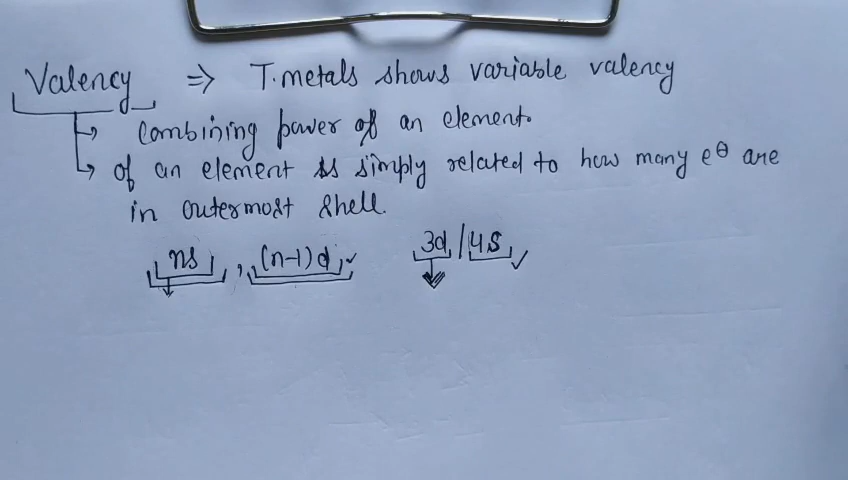 Valency ⇒ T.metals shows variable valency
↳ Combining power of an element.
↳ of an element is simply related to how many e⊖ are
in outermost shell.
ns, (n-1)d ✓ 3d/4s ✓